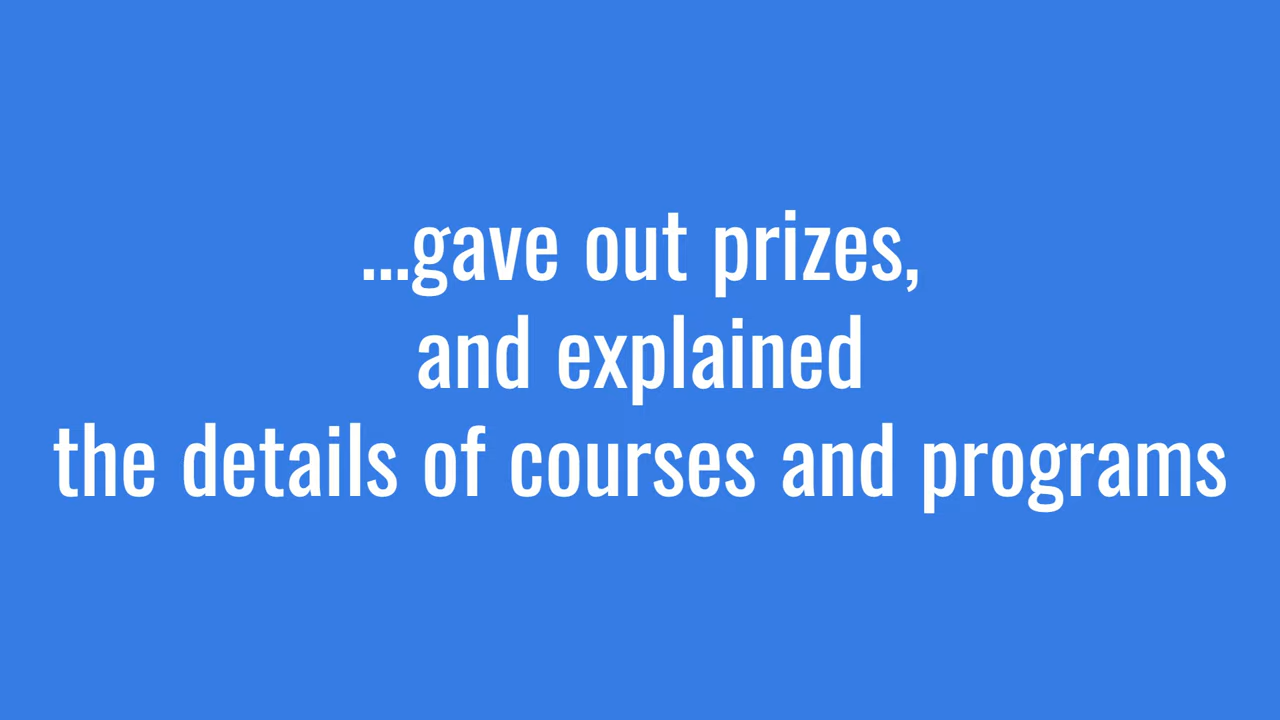 ...gave out prizes,
and explained
the details of courses and programs